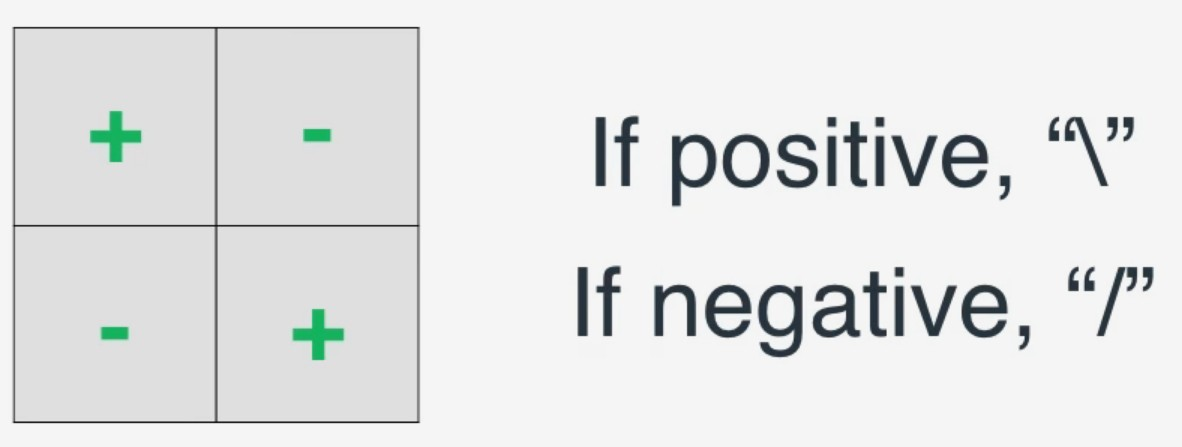 + -
If positive, “\”
If negative, “/”
- +